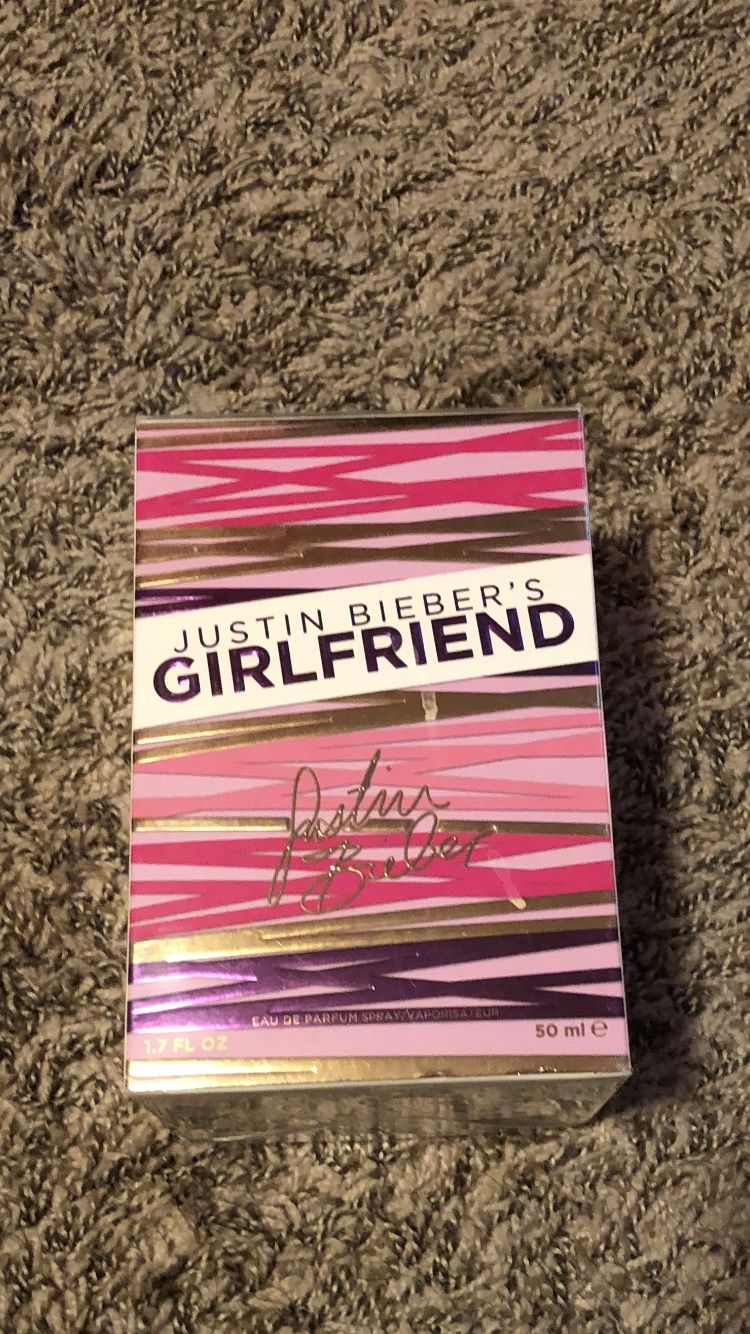 JUSTIN BIEBER'S
GIRLFRIEND
Justin
Bieber
EAU DE PARFUM SPRAY/VAPORISATEUR
1.7 FL OZ 50 ml ℮